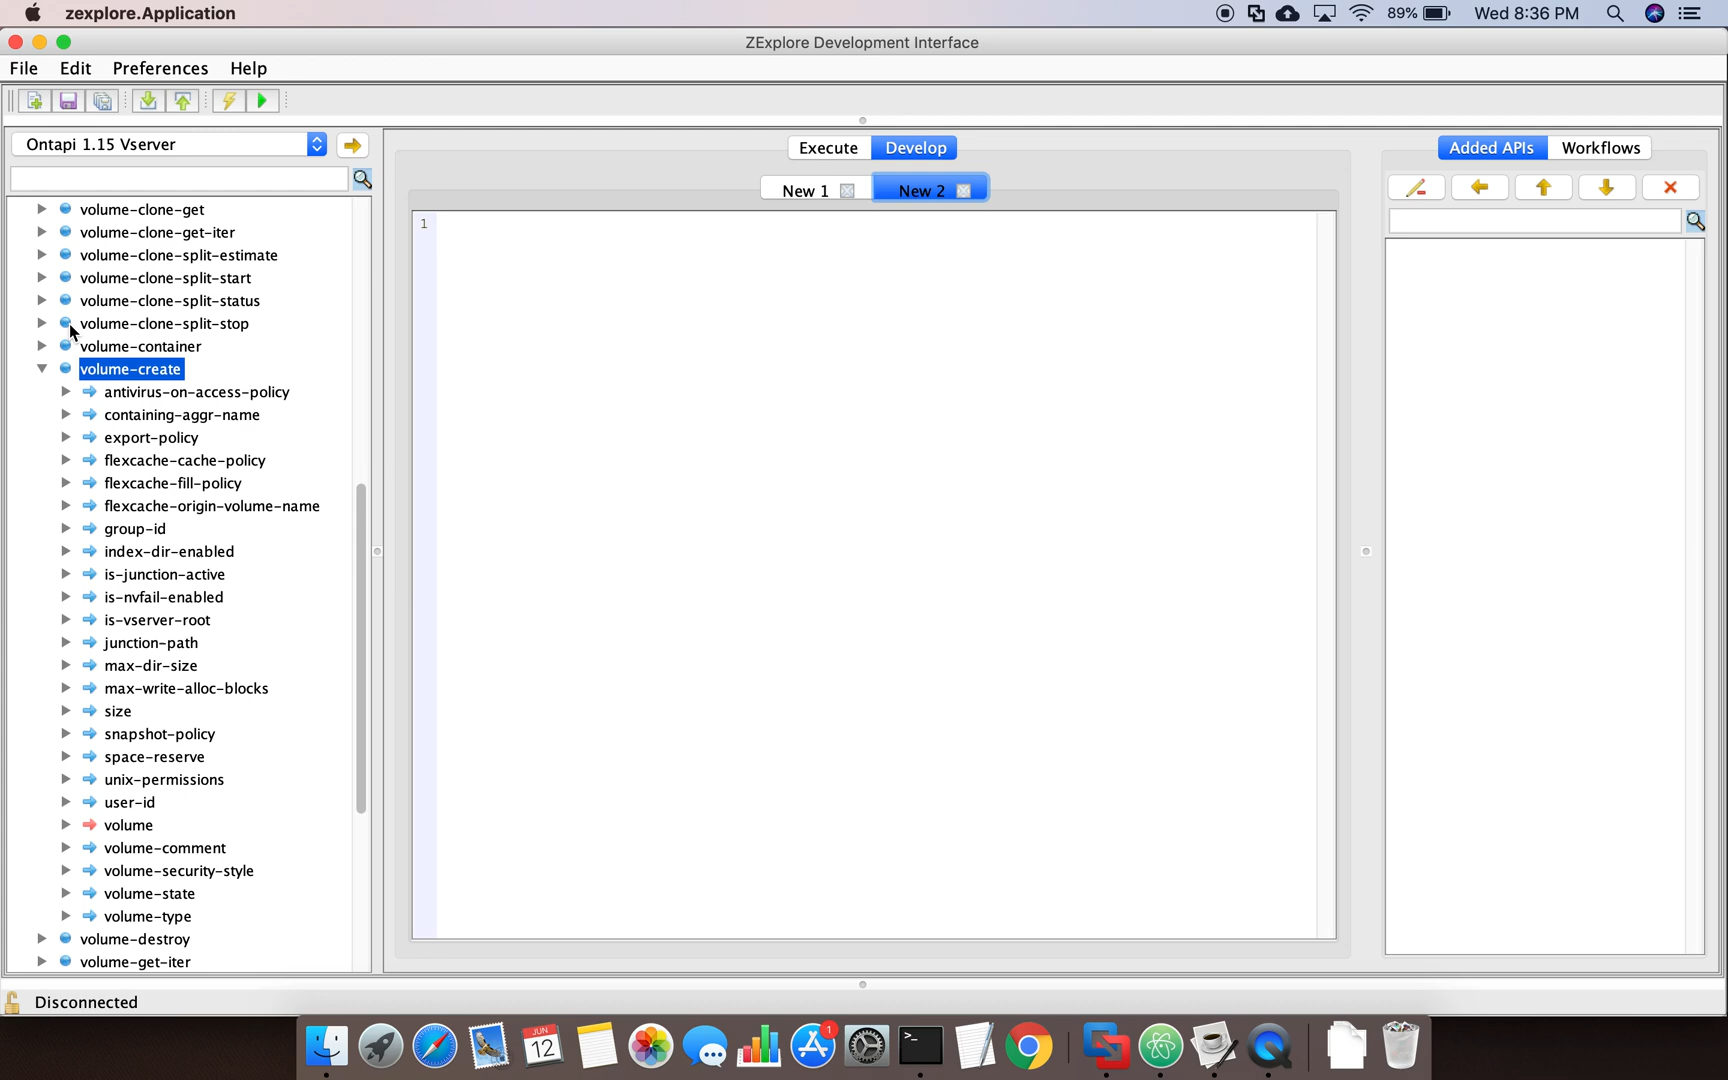 zexplore.Application
89%
Wed 8:36 PM
ZExplore Development Interface
File Edit Preferences Help
Ontapi 1.15 Vserver
volume-clone-get
volume-clone-get-iter
volume-clone-split-estimate
volume-clone-split-start
volume-clone-split-status
volume-clone-split-stop
volume-container
volume-create
antivirus-on-access-policy
containing-aggr-name
export-policy
flexcache-cache-policy
flexcache-fill-policy
flexcache-origin-volume-name
group-id
index-dir-enabled
is-junction-active
is-nvfail-enabled
is-vserver-root
junction-path
max-dir-size
max-write-alloc-blocks
size
snapshot-policy
space-reserve
unix-permissions
user-id
volume
volume-comment
volume-security-style
volume-state
volume-type
volume-destroy
volume-get-iter
Execute Develop
New 1 New 2
1
Added APIs Workflows
Disconnected
JUN
12
1